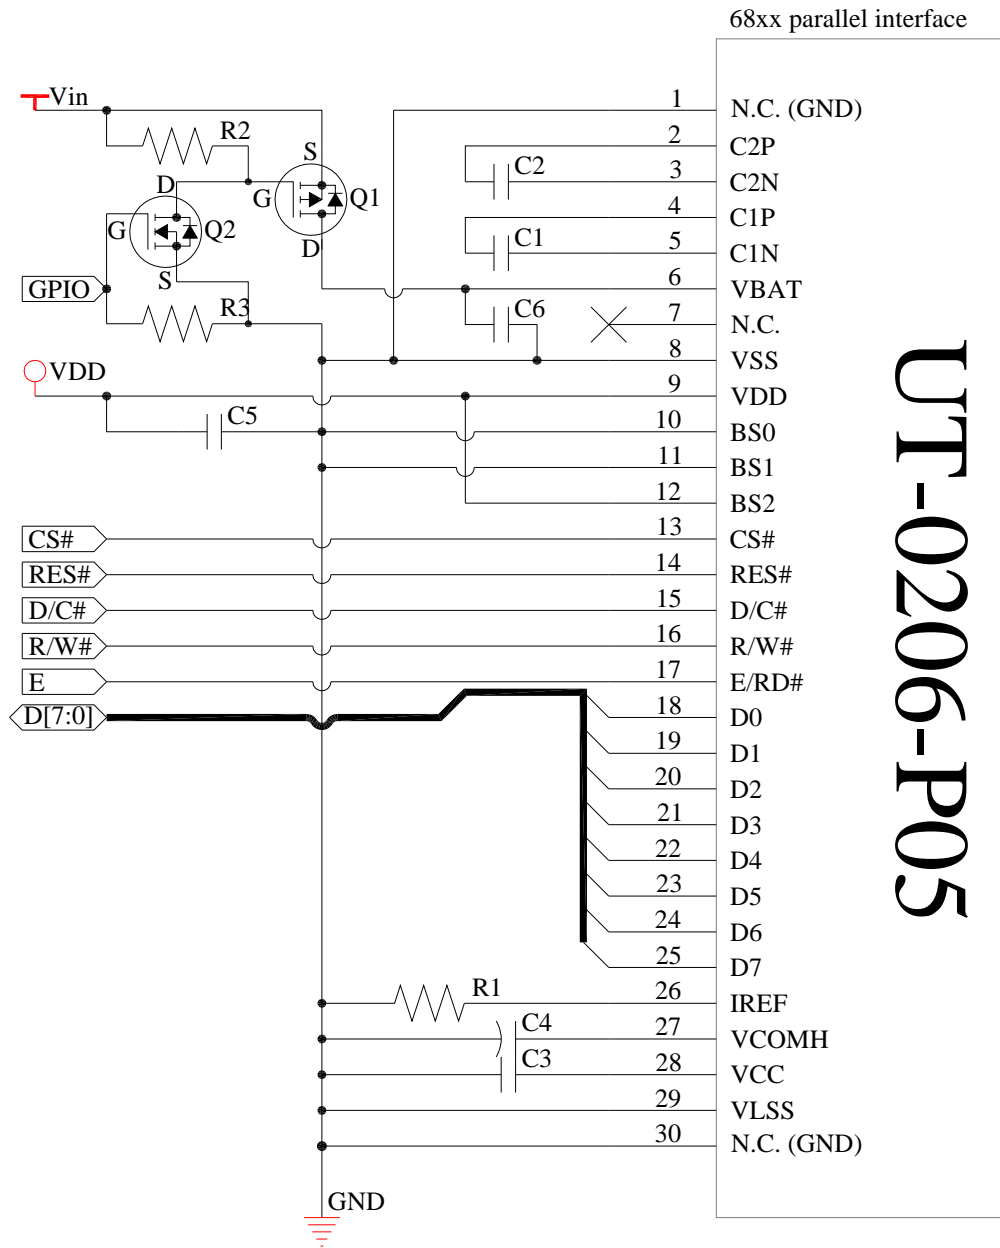 68xx parallel interface
Vin
R2
S
G
Q1
D
D
G
Q2
S
GPIO
R3
VDD
C5
C2
C1
C6
1 N.C. (GND)
2 C2P
3 C2N
4 C1P
5 C1N
6 VBAT
7 N.C.
8 VSS
9 VDD
10 BS0
11 BS1
12 BS2
13 CS#
14 RES#
15 D/C#
16 R/W#
17 E/RD#
18 D0
19 D1
20 D2
21 D3
22 D4
23 D5
24 D6
25 D7
26 IREF
27 VCOMH
28 VCC
29 VLSS
30 N.C. (GND)
CS#
RES#
D/C#
R/W#
E
D[7:0]
R1
C4
C3
GND
UT-0206-P05